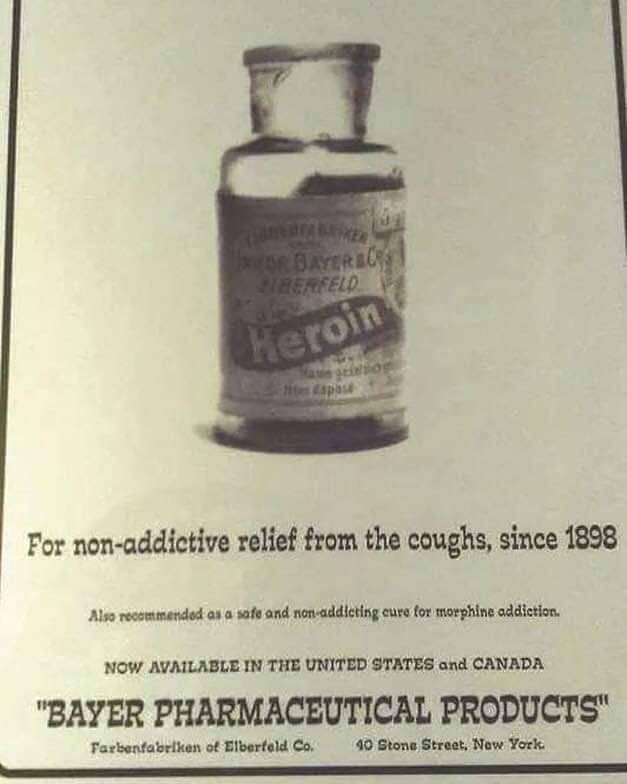 BAYER & Co.
ELBERFELD
Heroin
For non-addictive relief from the coughs, since 1898
Also recommended as a safe and non-addicting cure for morphine addiction.
NOW AVAILABLE IN THE UNITED STATES and CANADA
"BAYER PHARMACEUTICAL PRODUCTS"
Farbenfabriken of Elberfeld Co. 40 Stone Street, New York.